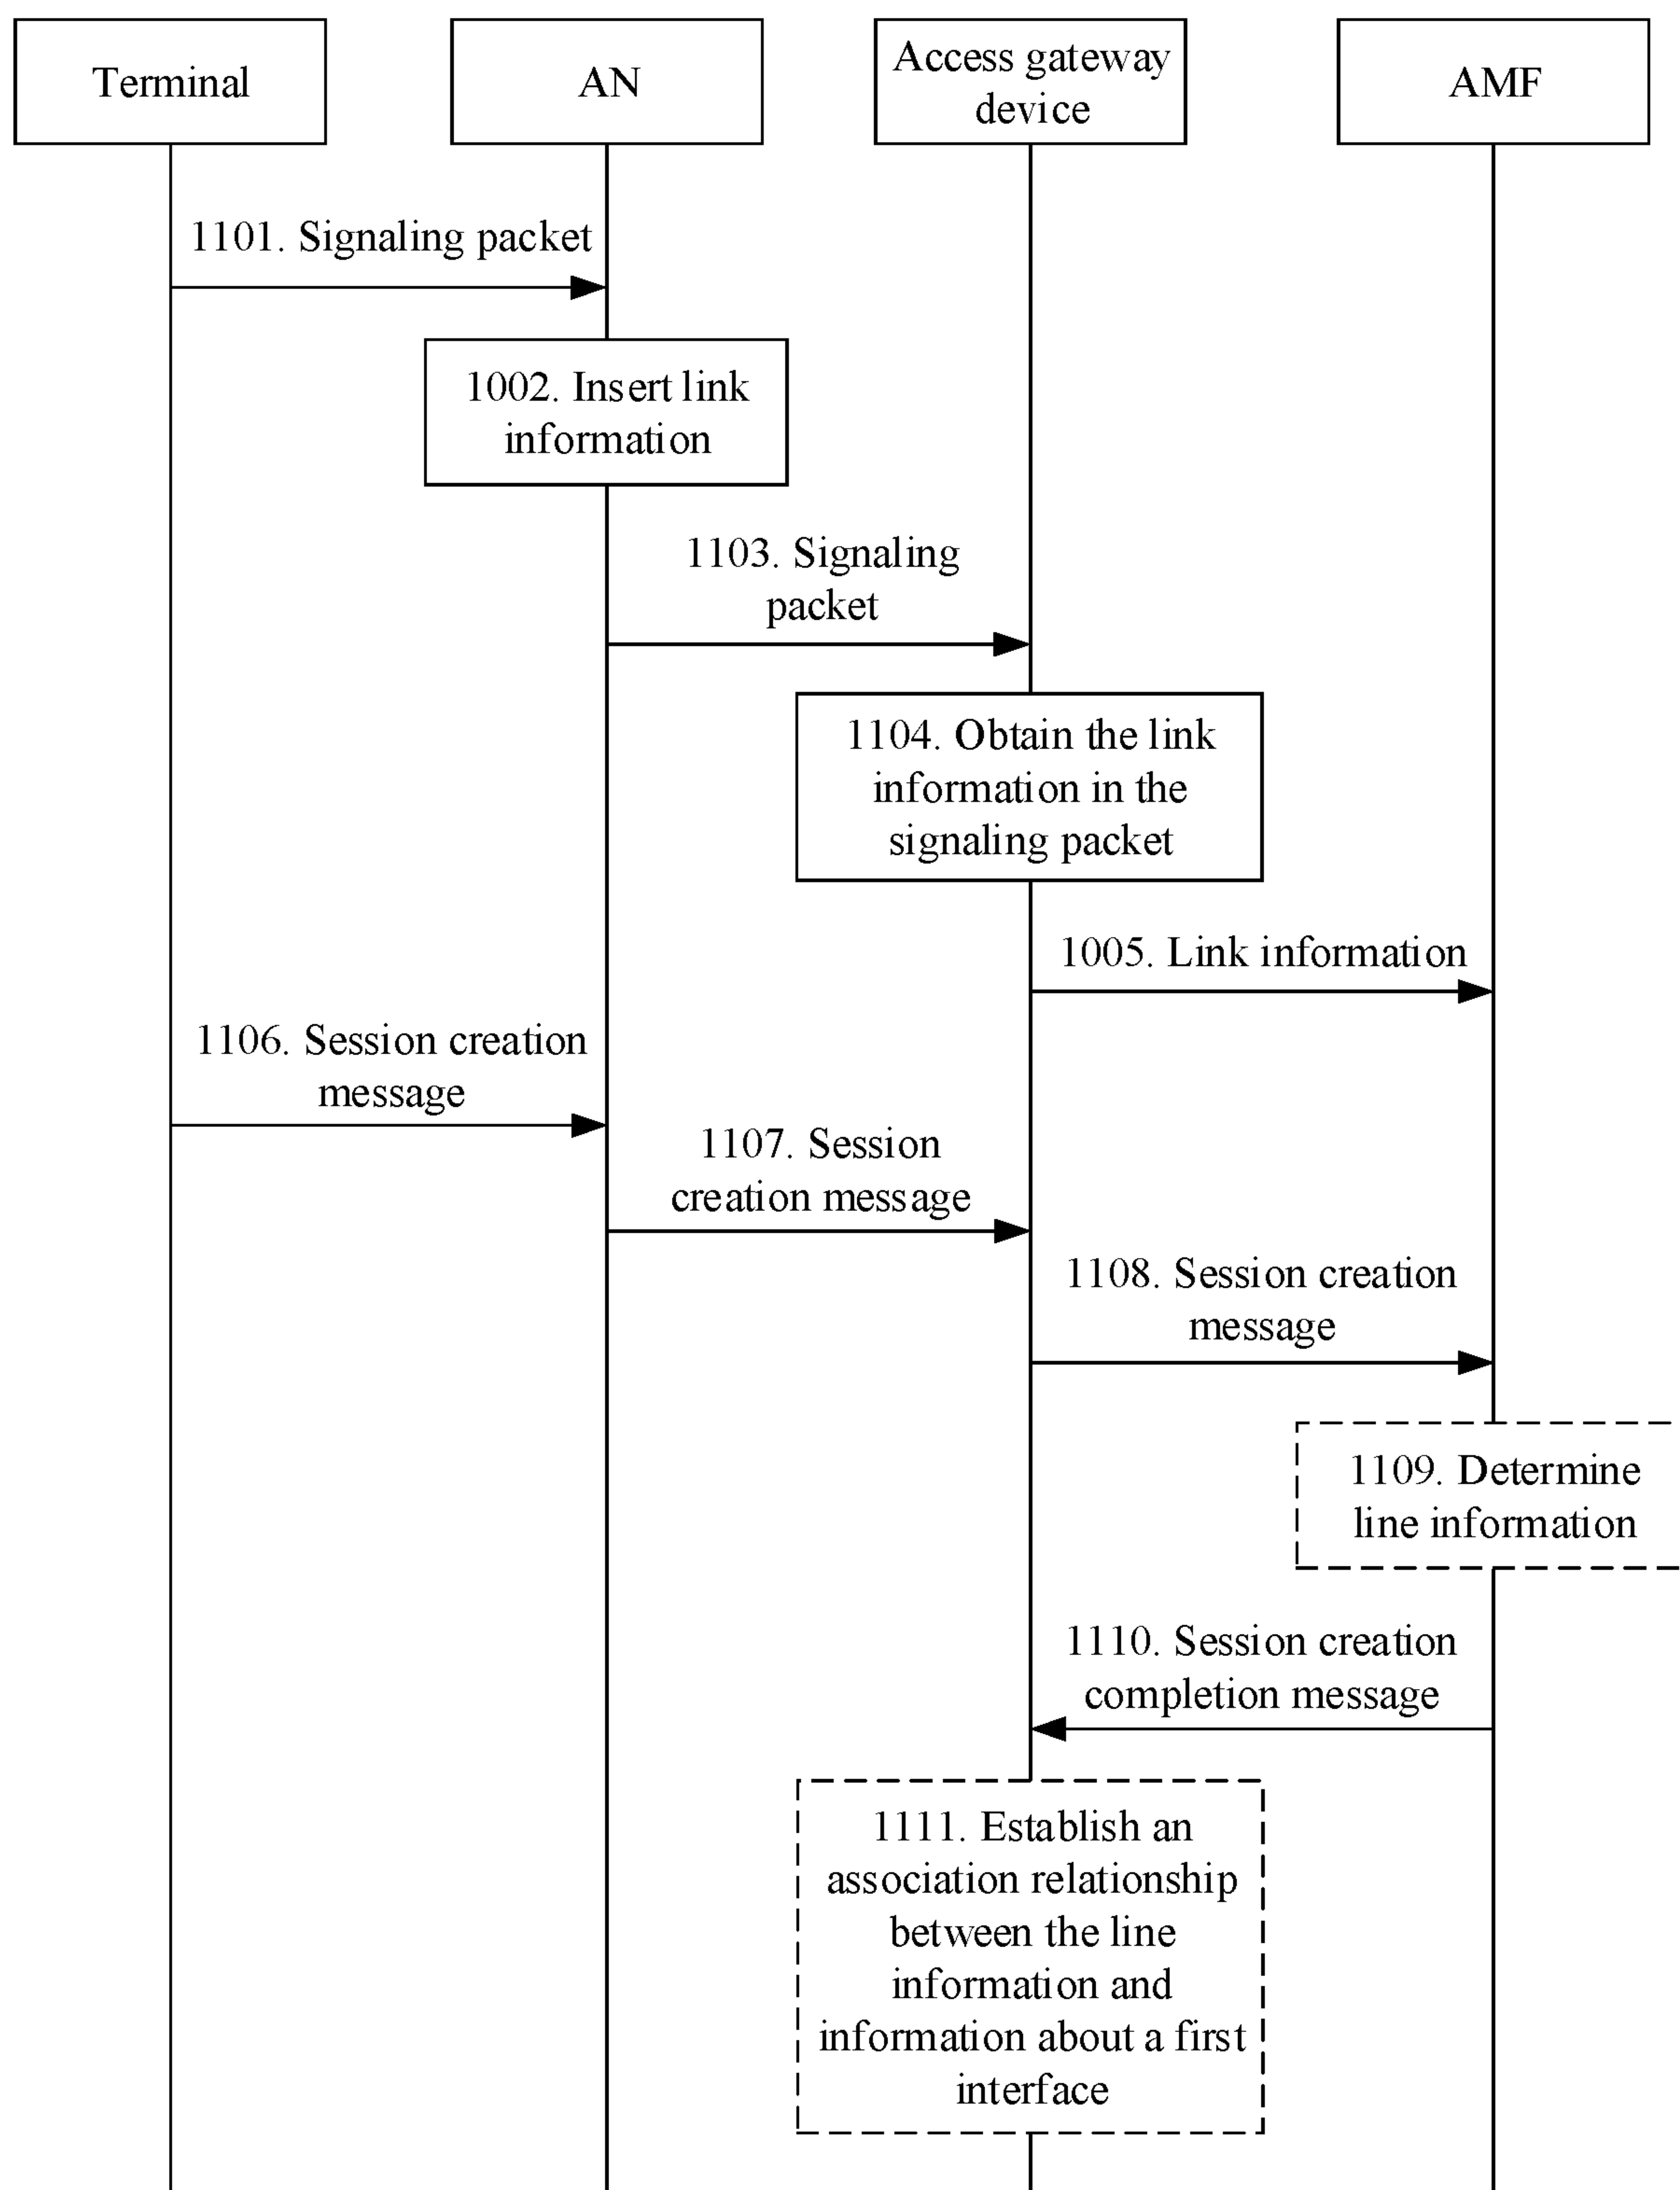 Terminal
AN
Access gateway
device
AMF
1101. Signaling packet
1002. Insert link
information
1103. Signaling
packet
1104. Obtain the link
information in the
signaling packet
1005. Link information
1106. Session creation
message
1107. Session
creation message
1108. Session creation
message
1109. Determine
line information
1110. Session creation
completion message
1111. Establish an
association relationship
between the line
information and
information about a first
interface